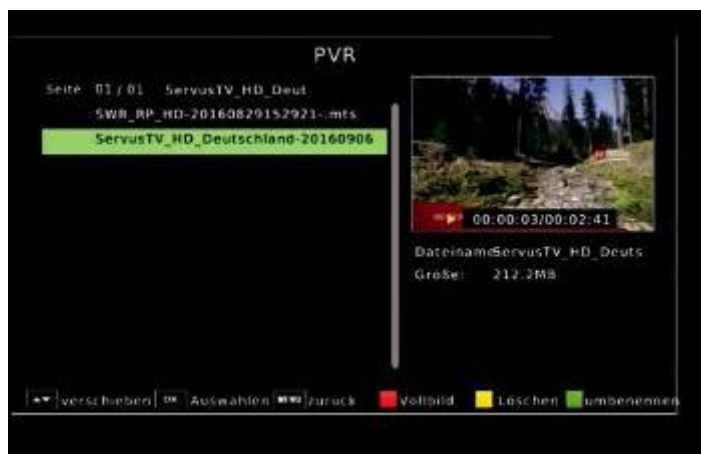 PVR
Seite 01 / 01 ServusTV_HD_Deut
SWR_RP_HD-20160829152921-.mts
ServusTV_HD_Deutschland-20160906
00:00:03/00:02:41
DateinameServusTV_HD_Deuts
Größe: 212.2MB
verschieben OK Auswählen MENU zurück Vollbild Löschen umbenennen